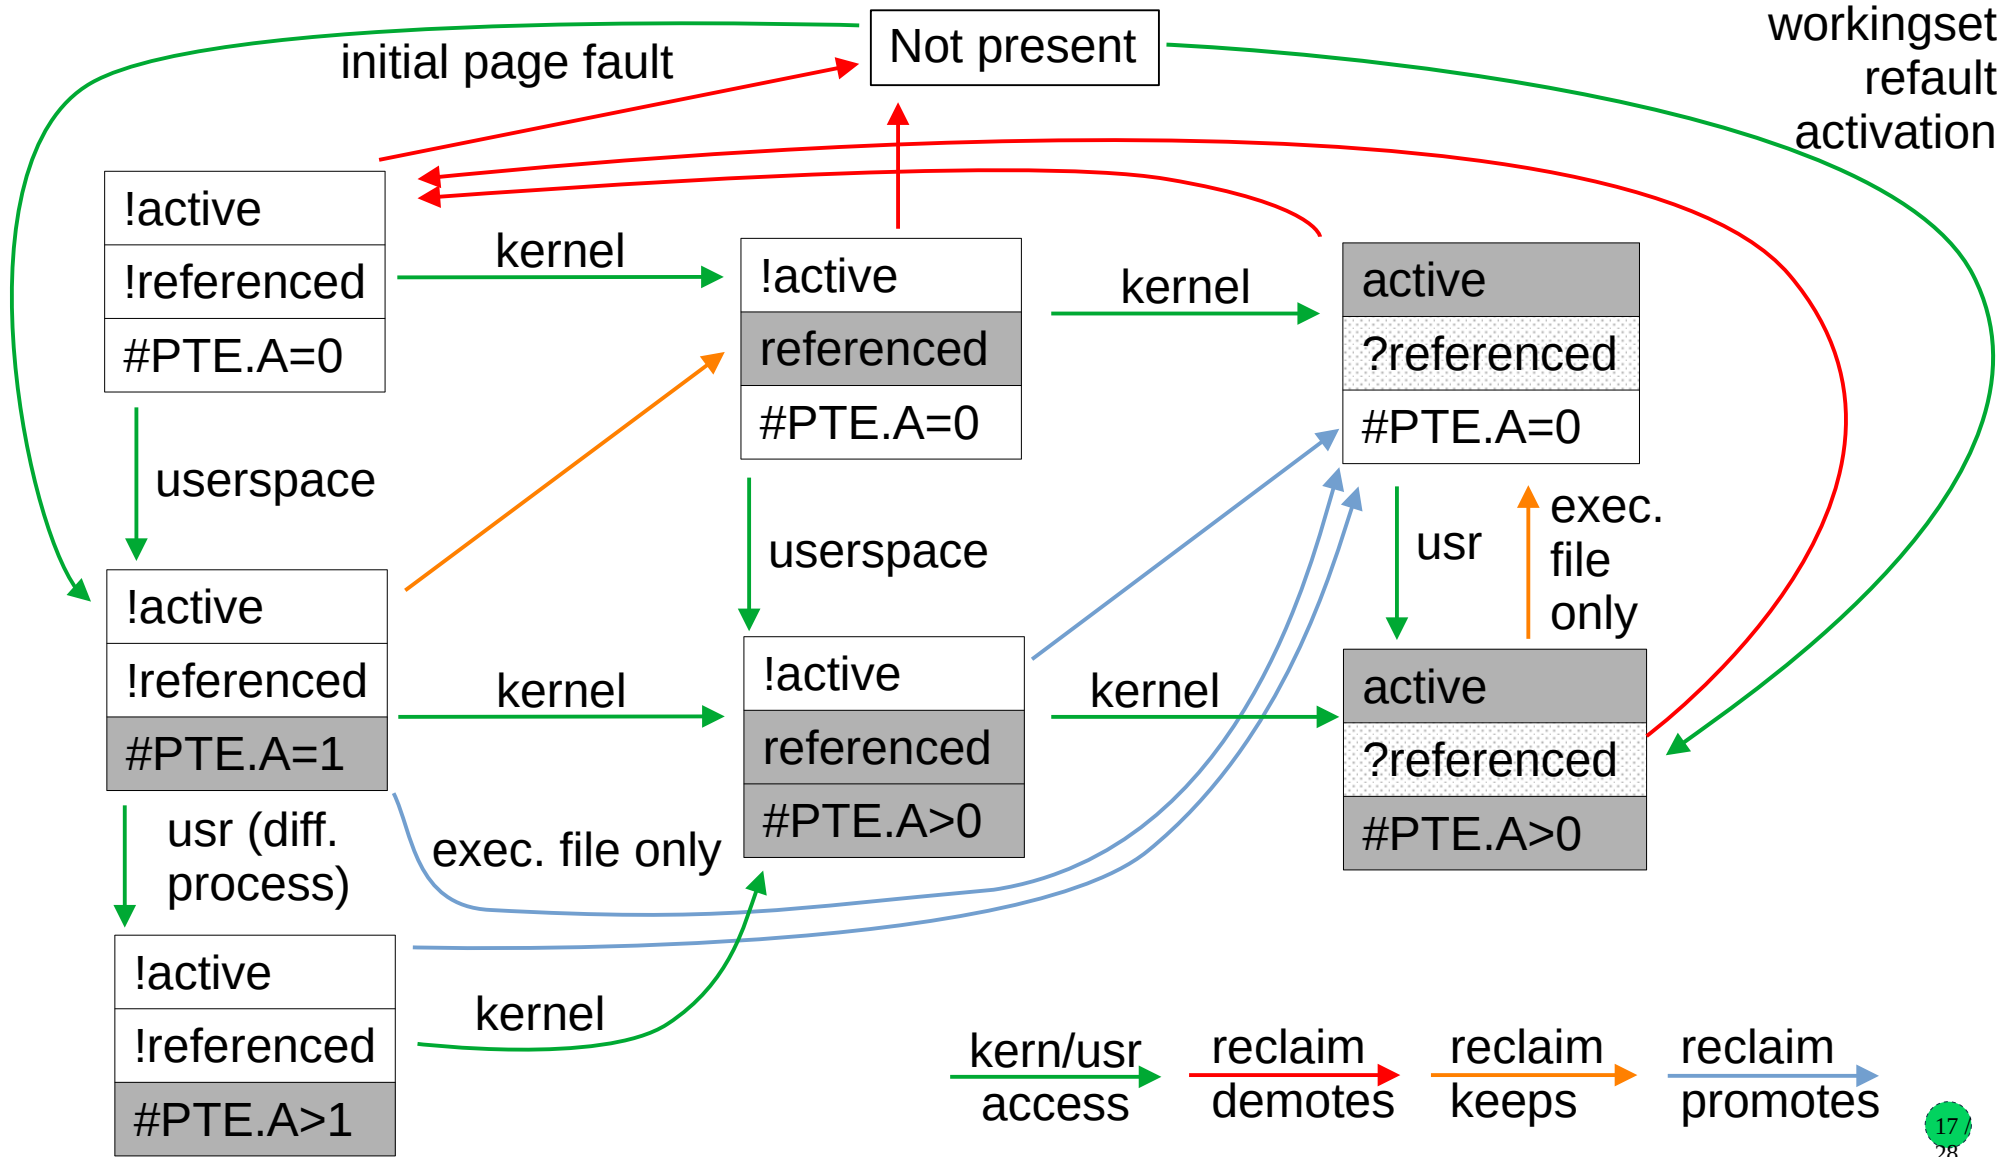 Not present
initial page fault
workingset
refault
activation
!active
!referenced
#PTE.A=0
kernel
!active
referenced
#PTE.A=0
kernel
active
?referenced
#PTE.A=0
userspace
userspace
usr
exec.
file
only
!active
!referenced
#PTE.A=1
kernel
!active
referenced
#PTE.A>0
kernel
active
?referenced
#PTE.A>0
usr (diff.
process)
exec. file only
!active
!referenced
#PTE.A>1
kernel
kern/usr
access
reclaim
demotes
reclaim
keeps
reclaim
promotes
17 /
28